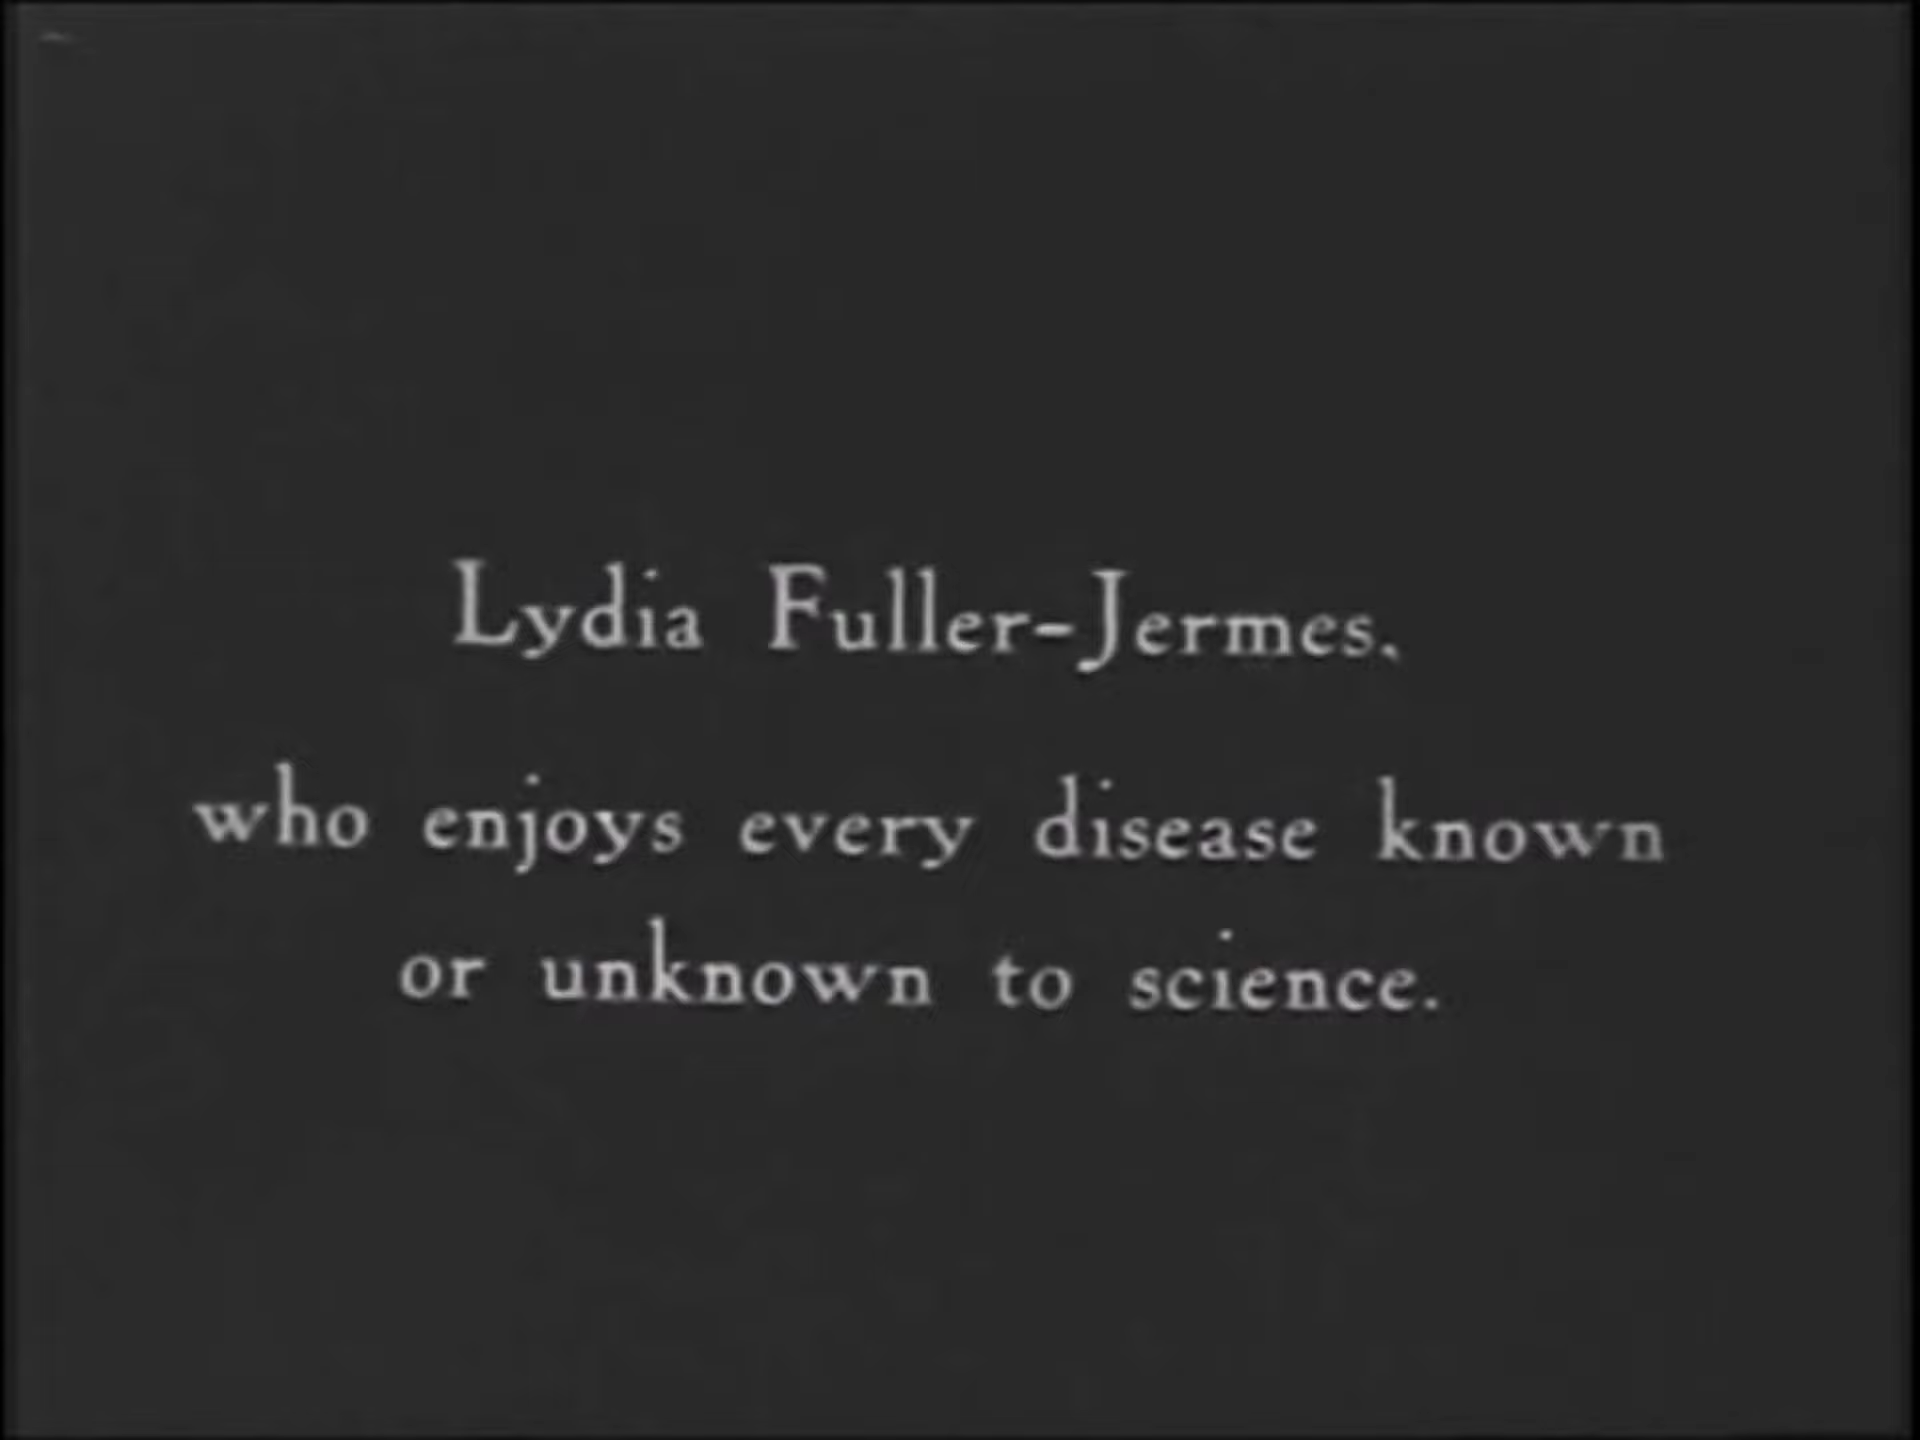 Lydia Fuller-Jermes,
who enjoys every disease known
or unknown to science.